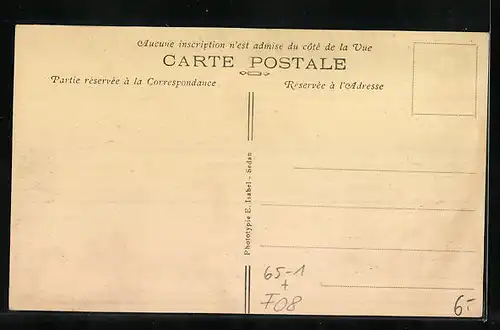 Aucune inscription n'est admise du côté de la Vue
CARTE POSTALE
Partie réservée à la Correspondance
Réservée à l'Adresse
Phototypie E. Isabel - Sedan
65-1
+
F08
6-